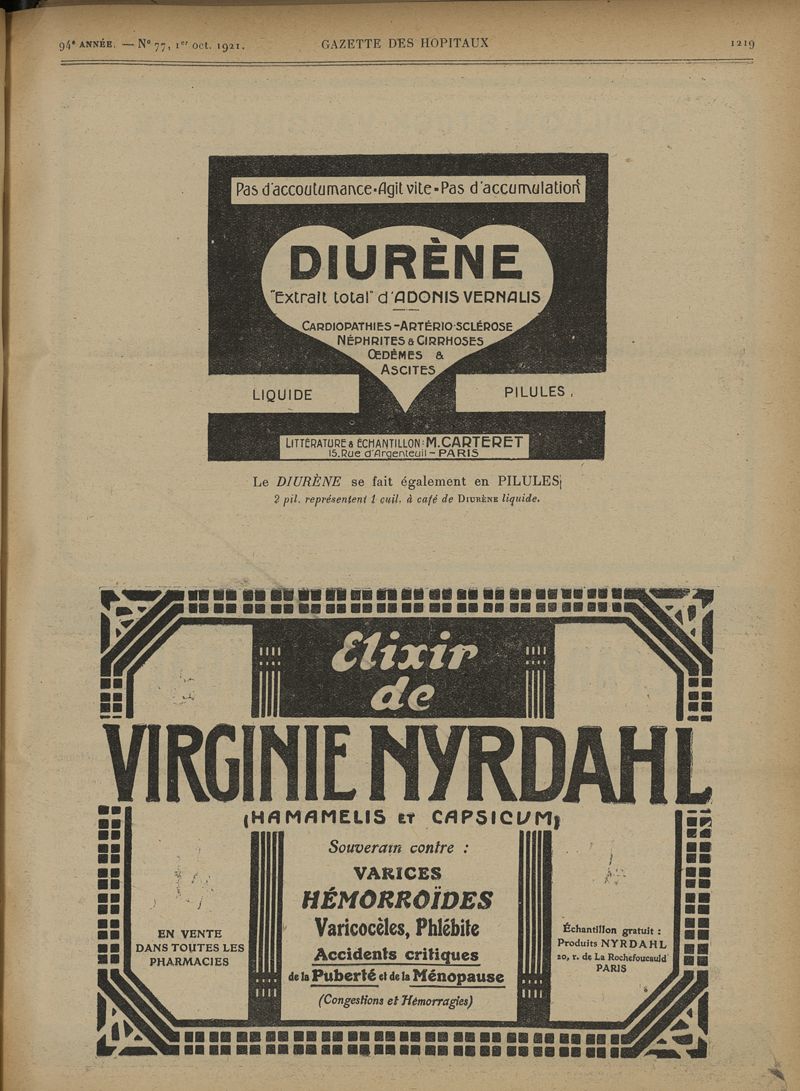 94e ANNÉE. — N° 77, 1er oct. 1921.
GAZETTE DES HOPITAUX
1219
Pas d'accoutumance-Agit vite-Pas d'accumulation
DIURÈNE
"Extrait total" d'ADONIS VERNALIS
CARDIOPATHIES-ARTÉRIO-SCLÉROSE
NÉPHRITES & CIRRHOSES
ŒDÈMES &
ASCITES
LIQUIDE
PILULES
LITTÉRATURE & ÉCHANTILLON: M.CARTERET
15.Rue d'Argenteuil - PARIS
Le DIURÈNE se fait également en PILULES
2 pil. représentent 1 cuil. à café de DIURÈNE liquide.
Elixir
de
VIRGINIE NYRDAHL
(HAMAMELIS ET CAPSICUM)
Souverain contre :
VARICES
HÉMORROÏDES
Varicocèles, Phlébite
Accidents critiques
de la Puberté et de la Ménopause
(Congestions et Hémorragies)
EN VENTE
DANS TOUTES LES
PHARMACIES
Échantillon gratuit :
Produits NYRDAHL
20, r. de La Rochefoucauld
PARIS